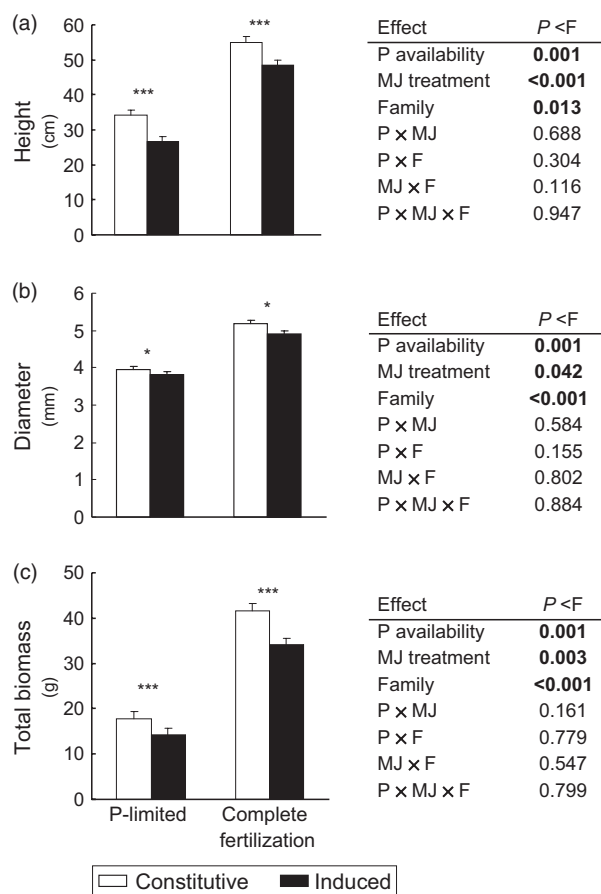 (a)
Height
(cm)
60
50
40
30
20
10
0
***
***
Effect P <F
P availability 0.001
MJ treatment <0.001
Family 0.013
P × MJ 0.688
P × F 0.304
MJ × F 0.116
P × MJ × F 0.947
(b)
Diameter
(mm)
6
5
4
3
2
1
0
*
*
Effect P <F
P availability 0.001
MJ treatment 0.042
Family <0.001
P × MJ 0.584
P × F 0.155
MJ × F 0.802
P × MJ × F 0.884
(c)
Total biomass
(g)
50
40
30
20
10
0
***
***
P-limited
Complete
fertilization
Effect P <F
P availability 0.001
MJ treatment 0.003
Family <0.001
P × MJ 0.161
P × F 0.779
MJ × F 0.547
P × MJ × F 0.799
Constitutive Induced